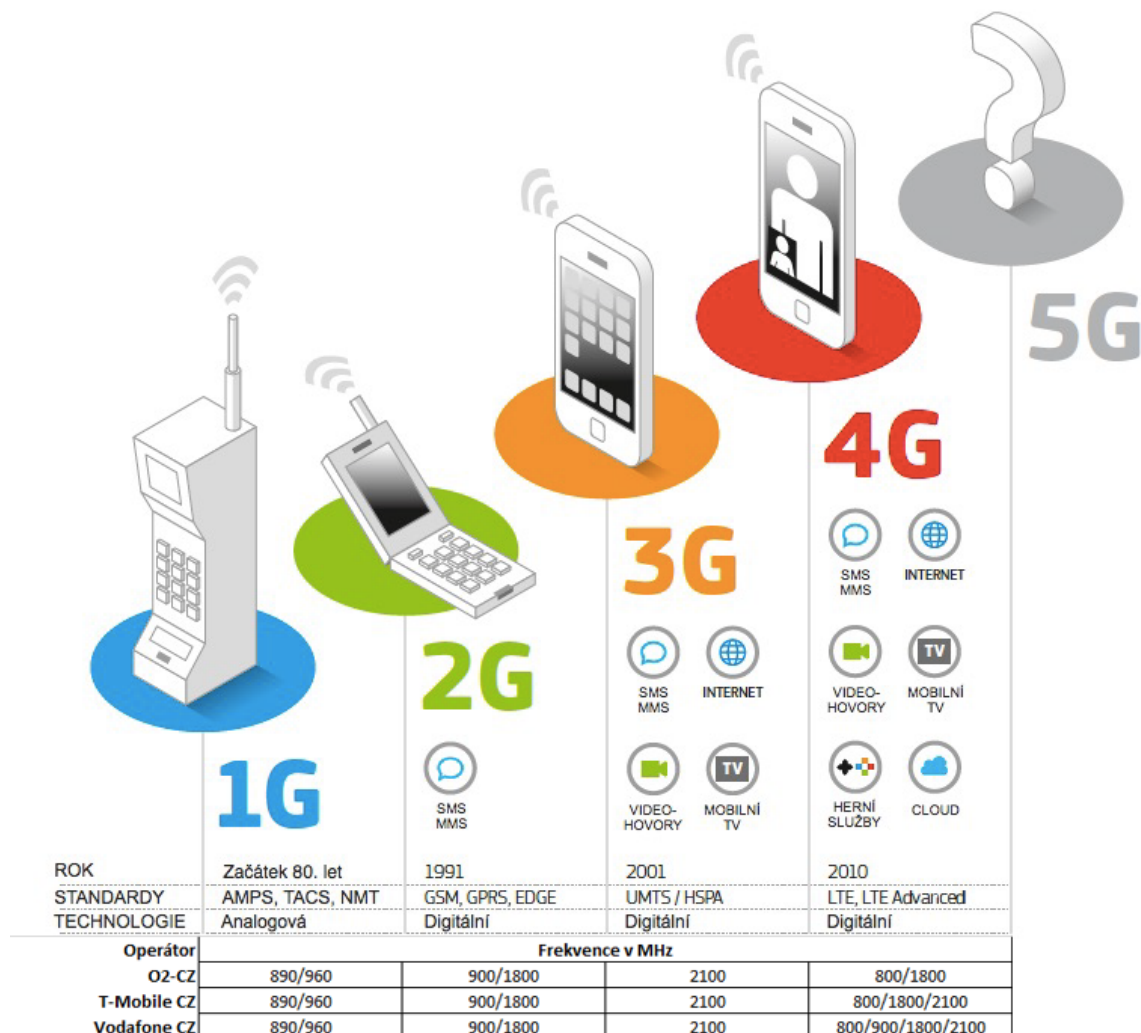 5G
4G
SMS
MMS
INTERNET
VIDEO-
HOVORY
TV
MOBILNÍ
TV
HERNÍ
SLUŽBY
CLOUD
3G
SMS
MMS
INTERNET
VIDEO-
HOVORY
TV
MOBILNÍ
TV
2G
SMS
MMS
1G
ROK Začátek 80. let 1991 2001 2010
STANDARDY AMPS, TACS, NMT GSM, GPRS, EDGE UMTS / HSPA LTE, LTE Advanced
TECHNOLOGIE Analogová Digitální Digitální Digitální
Operátor Frekvence v MHz
O2-CZ 890/960 900/1800 2100 800/1800
T-Mobile CZ 890/960 900/1800 2100 800/1800/2100
Vodafone CZ 890/960 900/1800 2100 800/900/1800/2100